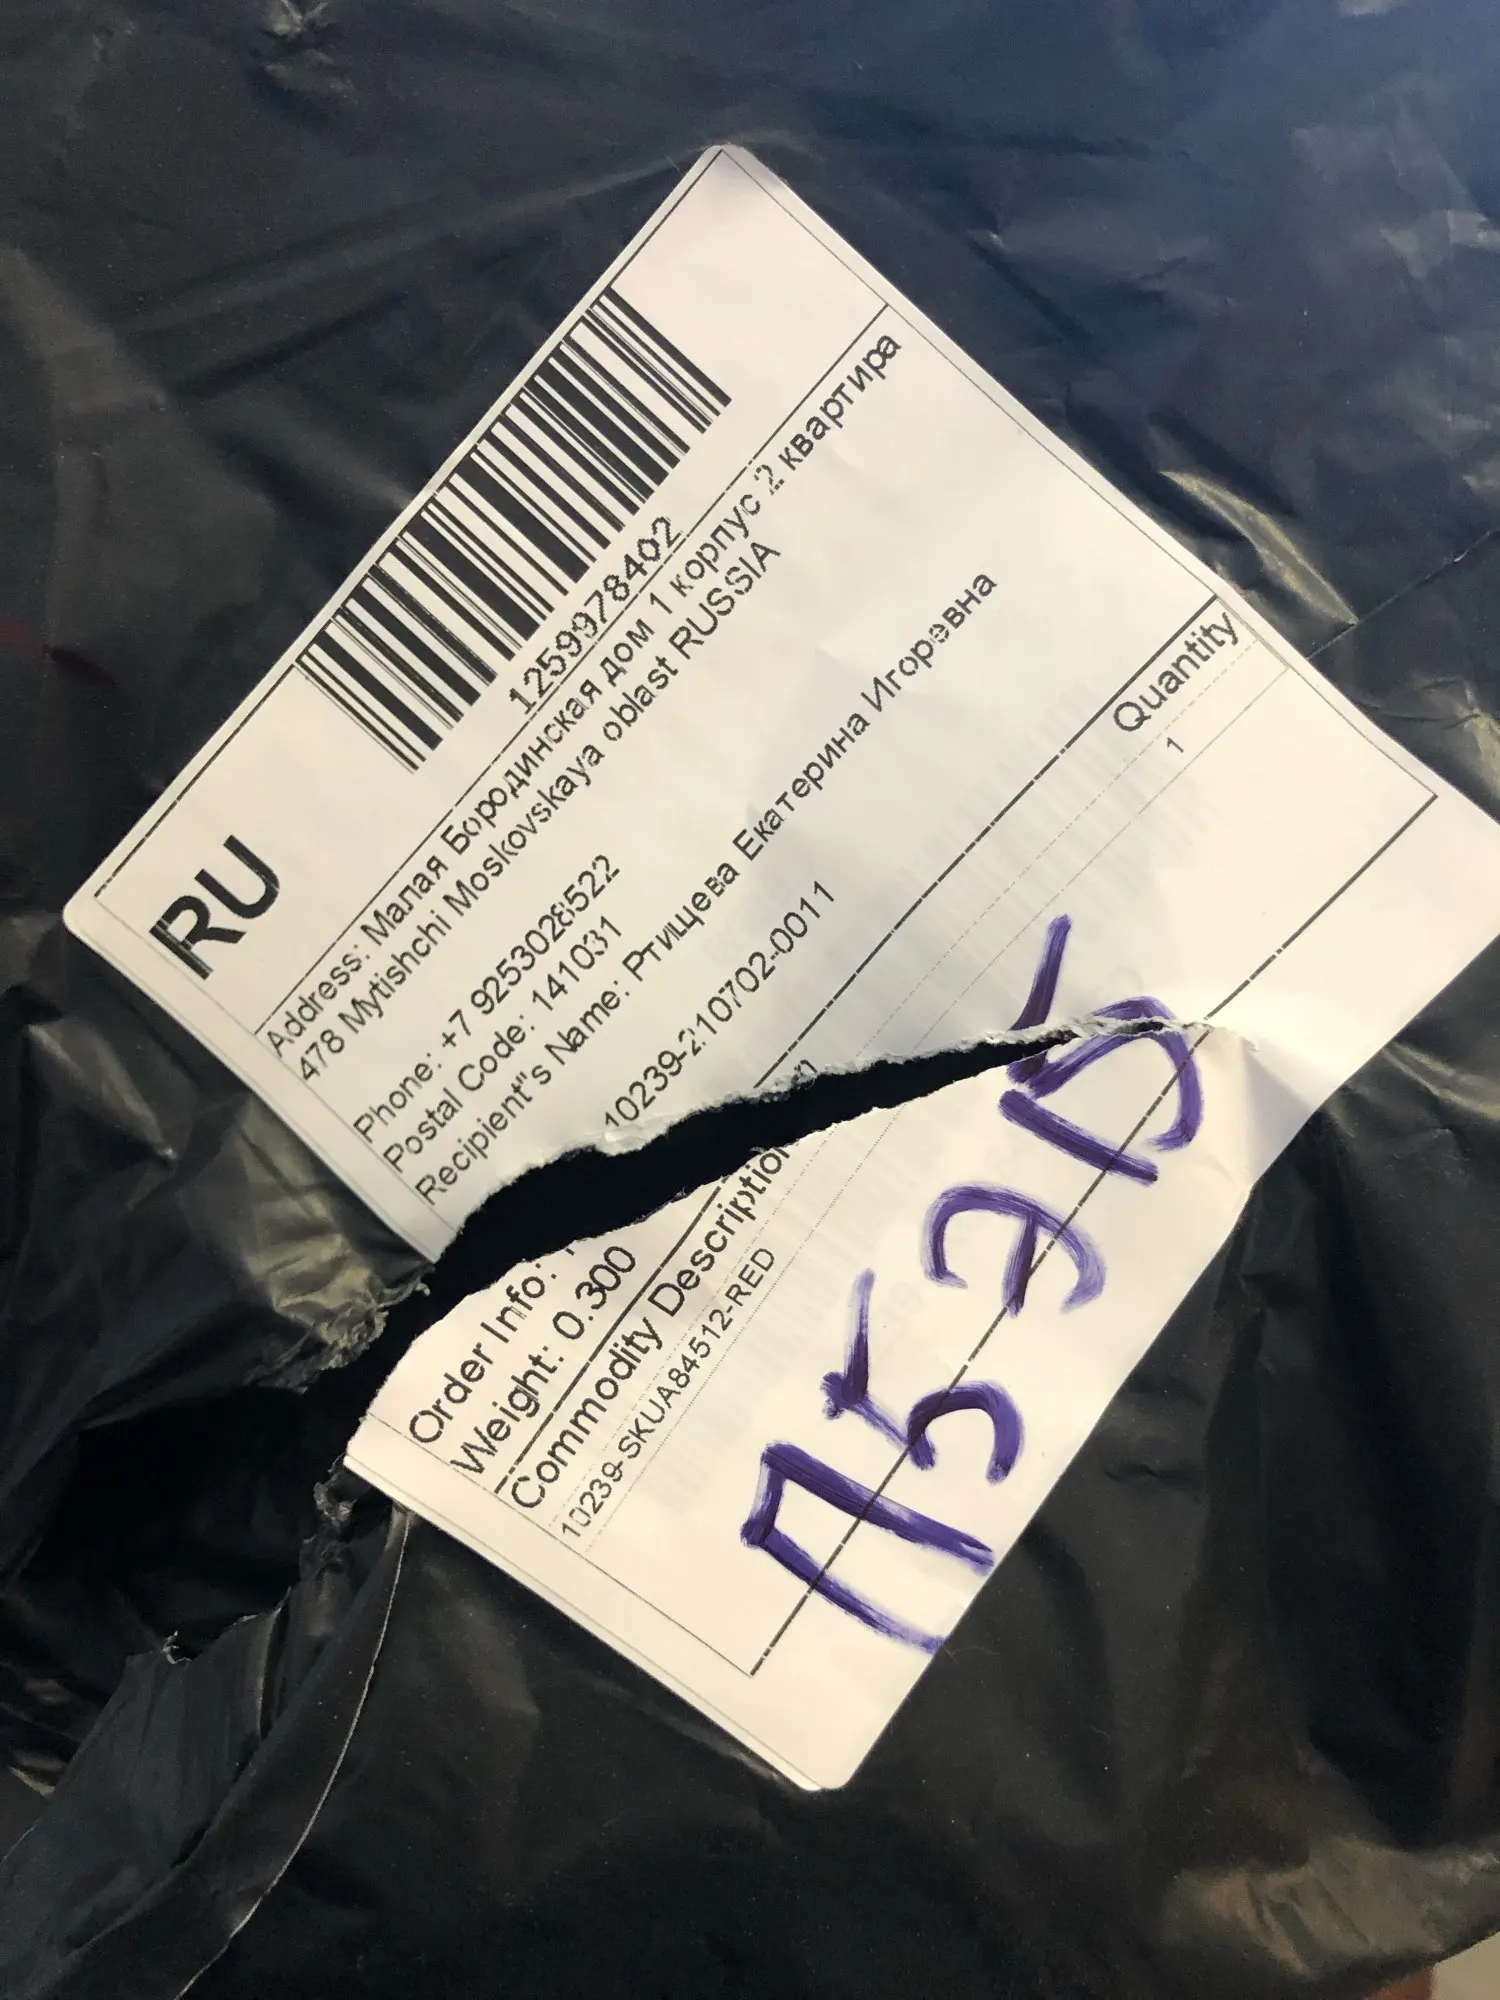 RU
1259978402
Address: Малая Бородинская дом 1 корпус 2 квартира
478 Mytishchi Moskovskaya oblast RUSSIA
Phone: +7 9253028522
Postal Code: 141031
Recipient"s Name: Ртищева Екатерина Игоревна
Order Info: 10239-210702-0011
Weight: 0.300
Commodity Description Quantity
10239-SKUA84512-RED 1